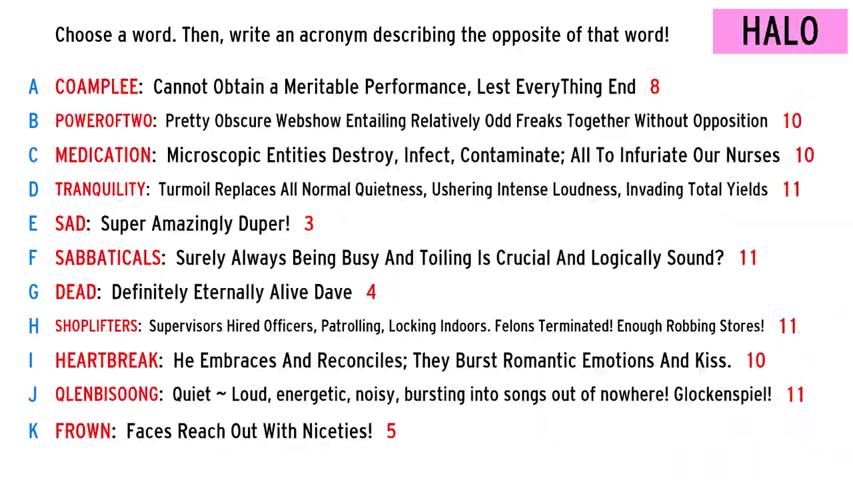 Choose a word. Then, write an acronym describing the opposite of that word!
HALO
A COAMPLEE: Cannot Obtain a Meritable Performance, Lest EveryThing End 8
B POWEROFTWO: Pretty Obscure Webshow Entailing Relatively Odd Freaks Together Without Opposition 10
C MEDICATION: Microscopic Entities Destroy, Infect, Contaminate; All To Infuriate Our Nurses 10
D TRANQUILITY: Turmoil Replaces All Normal Quietness, Ushering Intense Loudness, Invading Total Yields 11
E SAD: Super Amazingly Duper! 3
F SABBATICALS: Surely Always Being Busy And Toiling Is Crucial And Logically Sound? 11
G DEAD: Definitely Eternally Alive Dave 4
H SHOPLIFTERS: Supervisors Hired Officers, Patrolling, Locking Indoors. Felons Terminated! Enough Robbing Stores! 11
I HEARTBREAK: He Embraces And Reconciles; They Burst Romantic Emotions And Kiss. 10
J QLENBISOONG: Quiet ~ Loud, energetic, noisy, bursting into songs out of nowhere! Glockenspiel! 11
K FROWN: Faces Reach Out With Niceties! 5